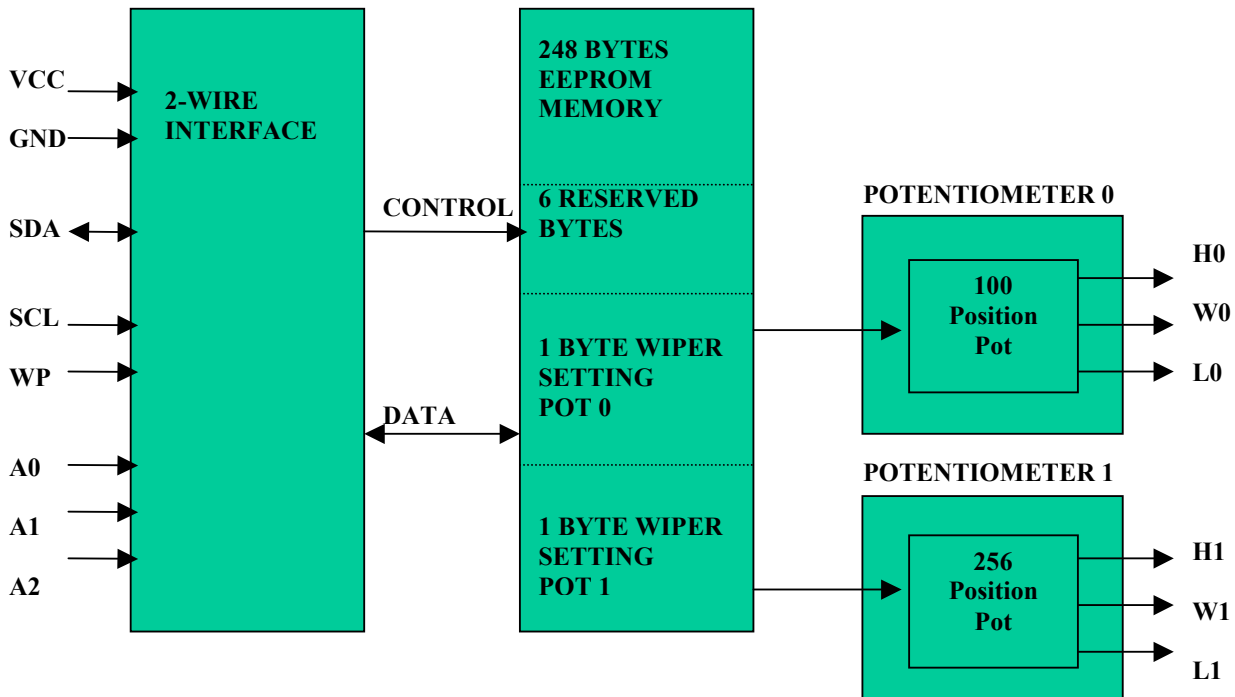 VCC
GND
SDA
SCL
WP
A0
A1
A2
2-WIRE
INTERFACE
CONTROL
DATA
248 BYTES
EEPROM
MEMORY
6 RESERVED
BYTES
1 BYTE WIPER
SETTING
POT 0
1 BYTE WIPER
SETTING
POT 1
POTENTIOMETER 0
100
Position
Pot
H0
W0
L0
POTENTIOMETER 1
256
Position
Pot
H1
W1
L1